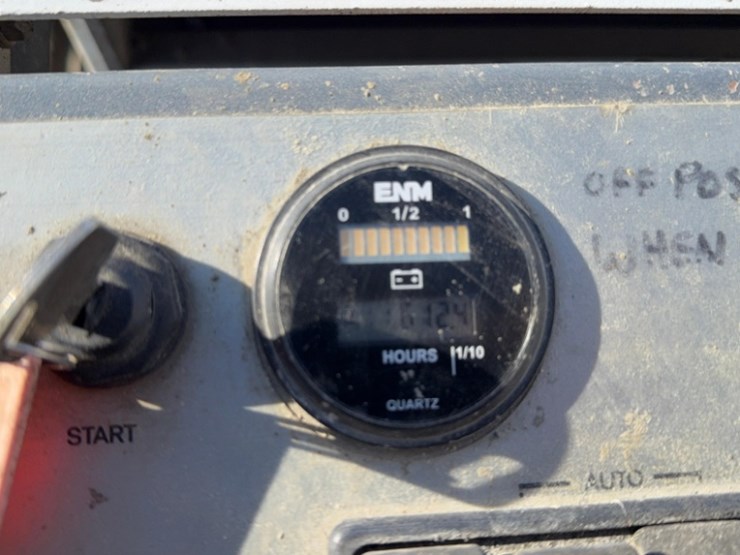 ENM
0 1/2 1
HOURS 1/10
QUARTZ
START
OFF POS
WHEN
AUTO